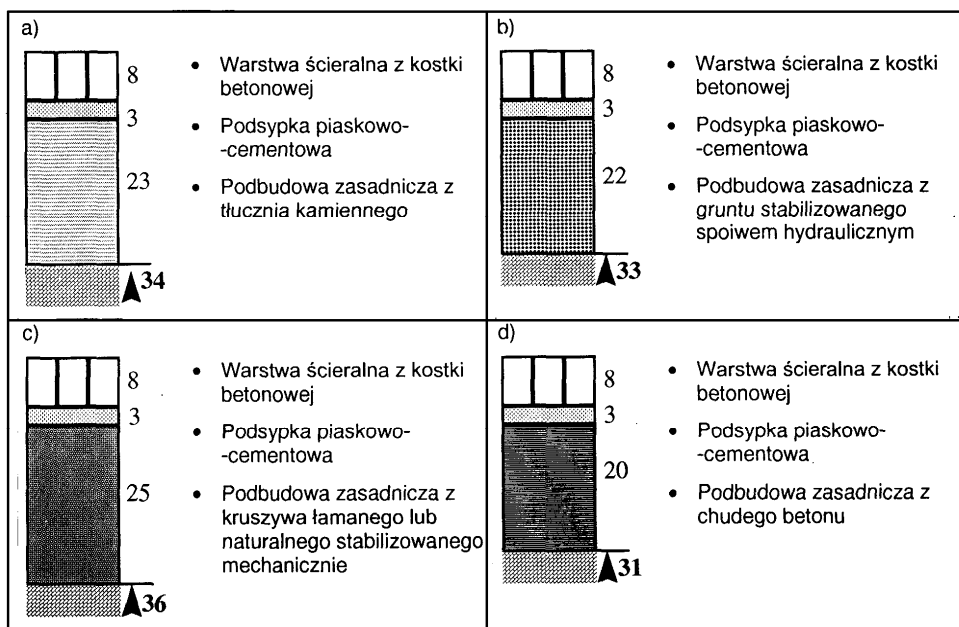 a)
8
3
23
34
• Warstwa ścieralna z kostki
betonowej
• Podsypka piaskowo-
-cementowa
• Podbudowa zasadnicza z
tłucznia kamiennego
b)
8
3
22
33
• Warstwa ścieralna z kostki
betonowej
• Podsypka piaskowo-
-cementowa
• Podbudowa zasadnicza z
gruntu stabilizowanego
spoiwem hydraulicznym
c)
8
3
25
36
• Warstwa ścieralna z kostki
betonowej
• Podsypka piaskowo-
-cementowa
• Podbudowa zasadnicza z
kruszywa łamanego lub
naturalnego stabilizowanego
mechanicznie
d)
8
3
20
31
• Warstwa ścieralna z kostki
betonowej
• Podsypka piaskowo-
-cementowa
• Podbudowa zasadnicza z
chudego betonu